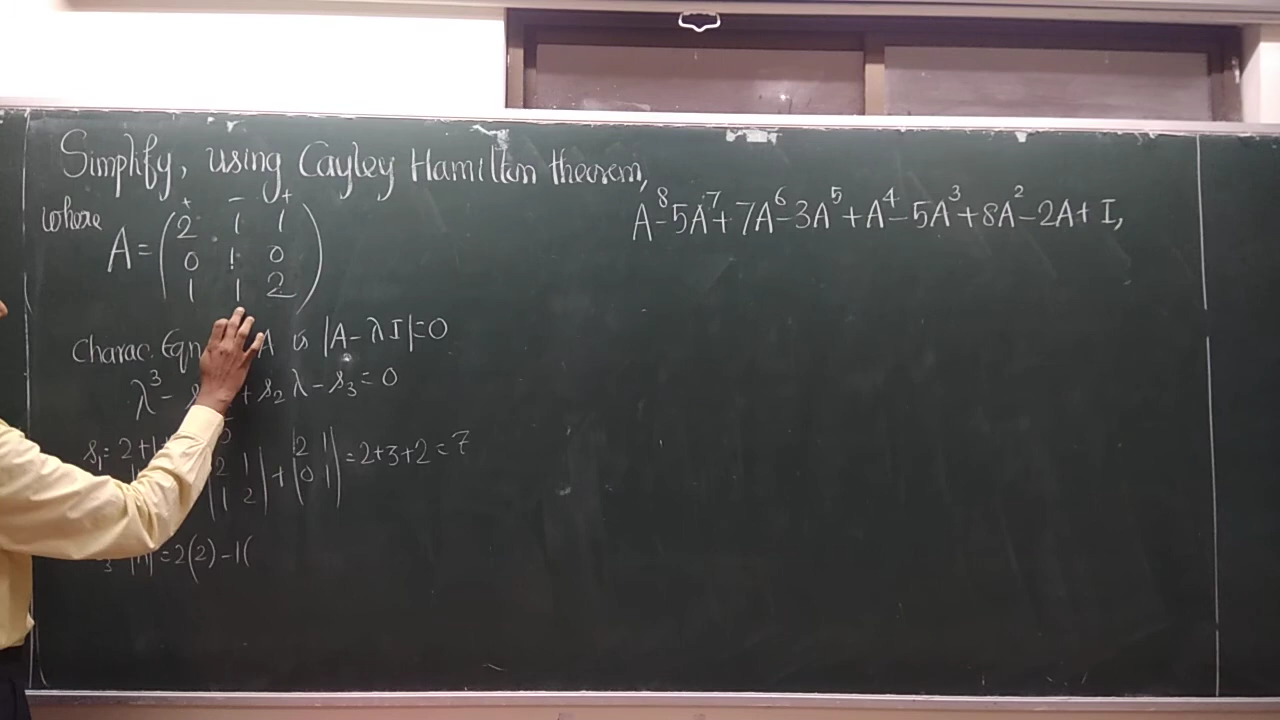 Simplify, using Cayley Hamilton theorem,
A⁸-5A⁷+7A⁶-3A⁵+A⁴-5A³+8A²-2A+I,
where
+ - +
A = (2 1 1
0 1 0
1 1 2)
Charac. Eqn A is |A-λI|=0
λ³- + s₂λ-s₃=0
s₁=2+1
|2 1
1 2| + |2 1
0 1| =2+3+2=7
3 |A|=2(2)-1(